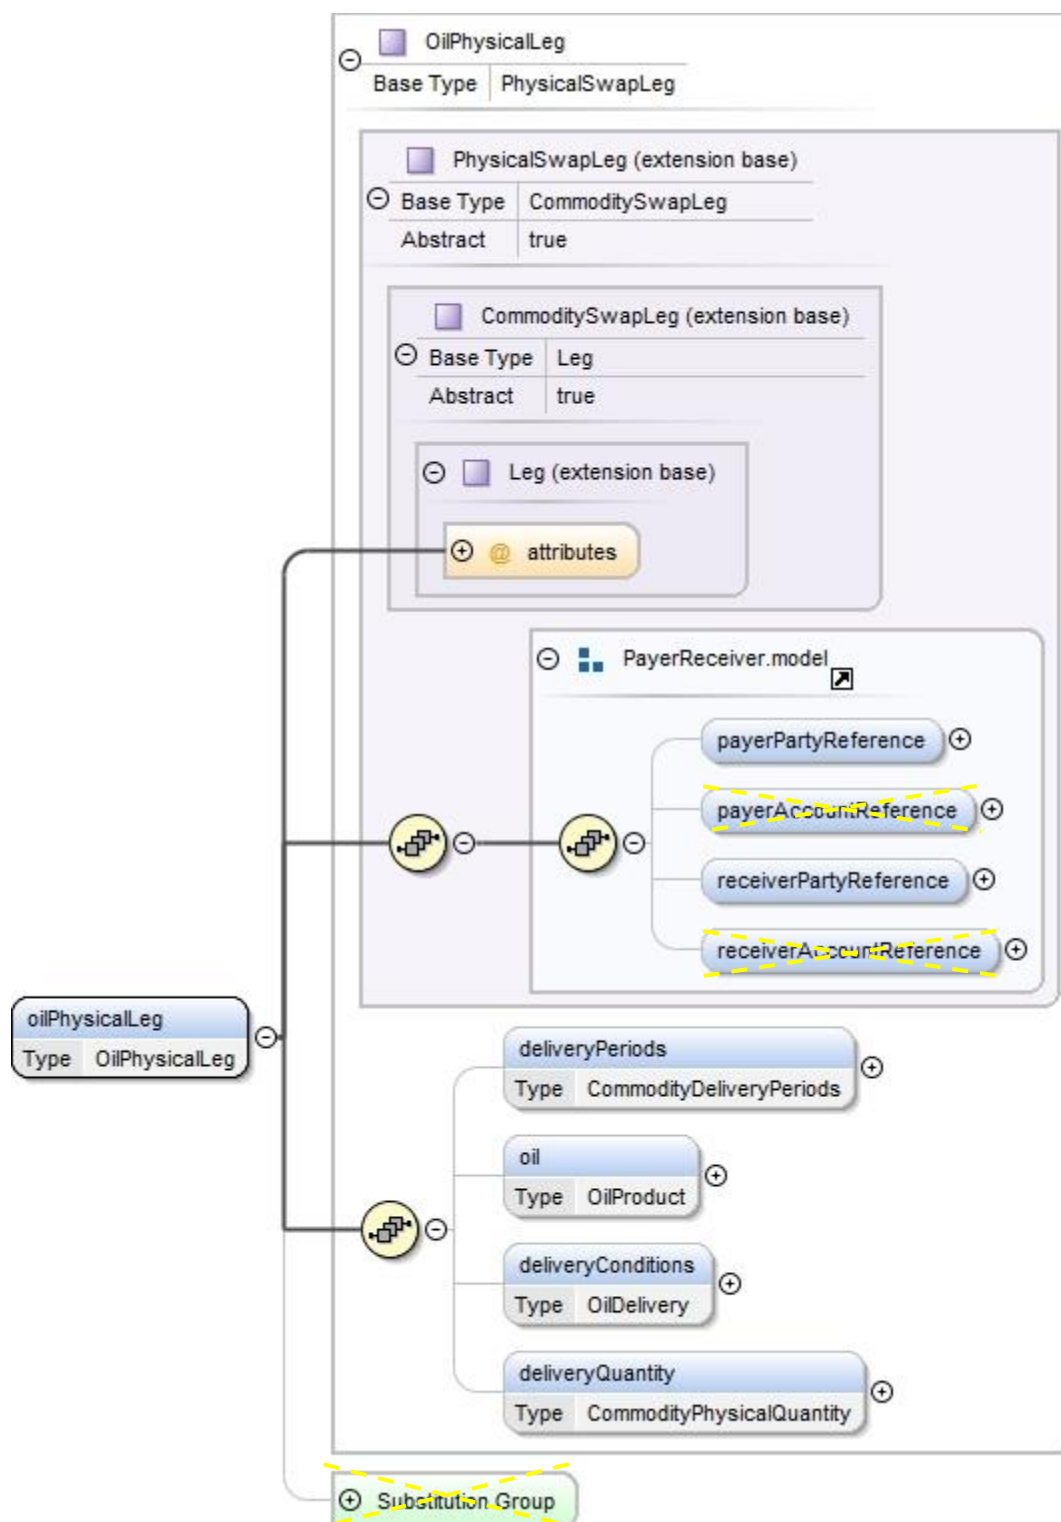 OilPhysicalLeg
Base Type PhysicalSwapLeg
PhysicalSwapLeg (extension base)
Base Type CommoditySwapLeg
Abstract true
CommoditySwapLeg (extension base)
Base Type Leg
Abstract true
Leg (extension base)
@ attributes
PayerReceiver.model
payerPartyReference
payerAccountReference
receiverPartyReference
receiverAccountReference
oilPhysicalLeg
Type OilPhysicalLeg
deliveryPeriods
Type CommodityDeliveryPeriods
oil
Type OilProduct
deliveryConditions
Type OilDelivery
deliveryQuantity
Type CommodityPhysicalQuantity
Substitution Group